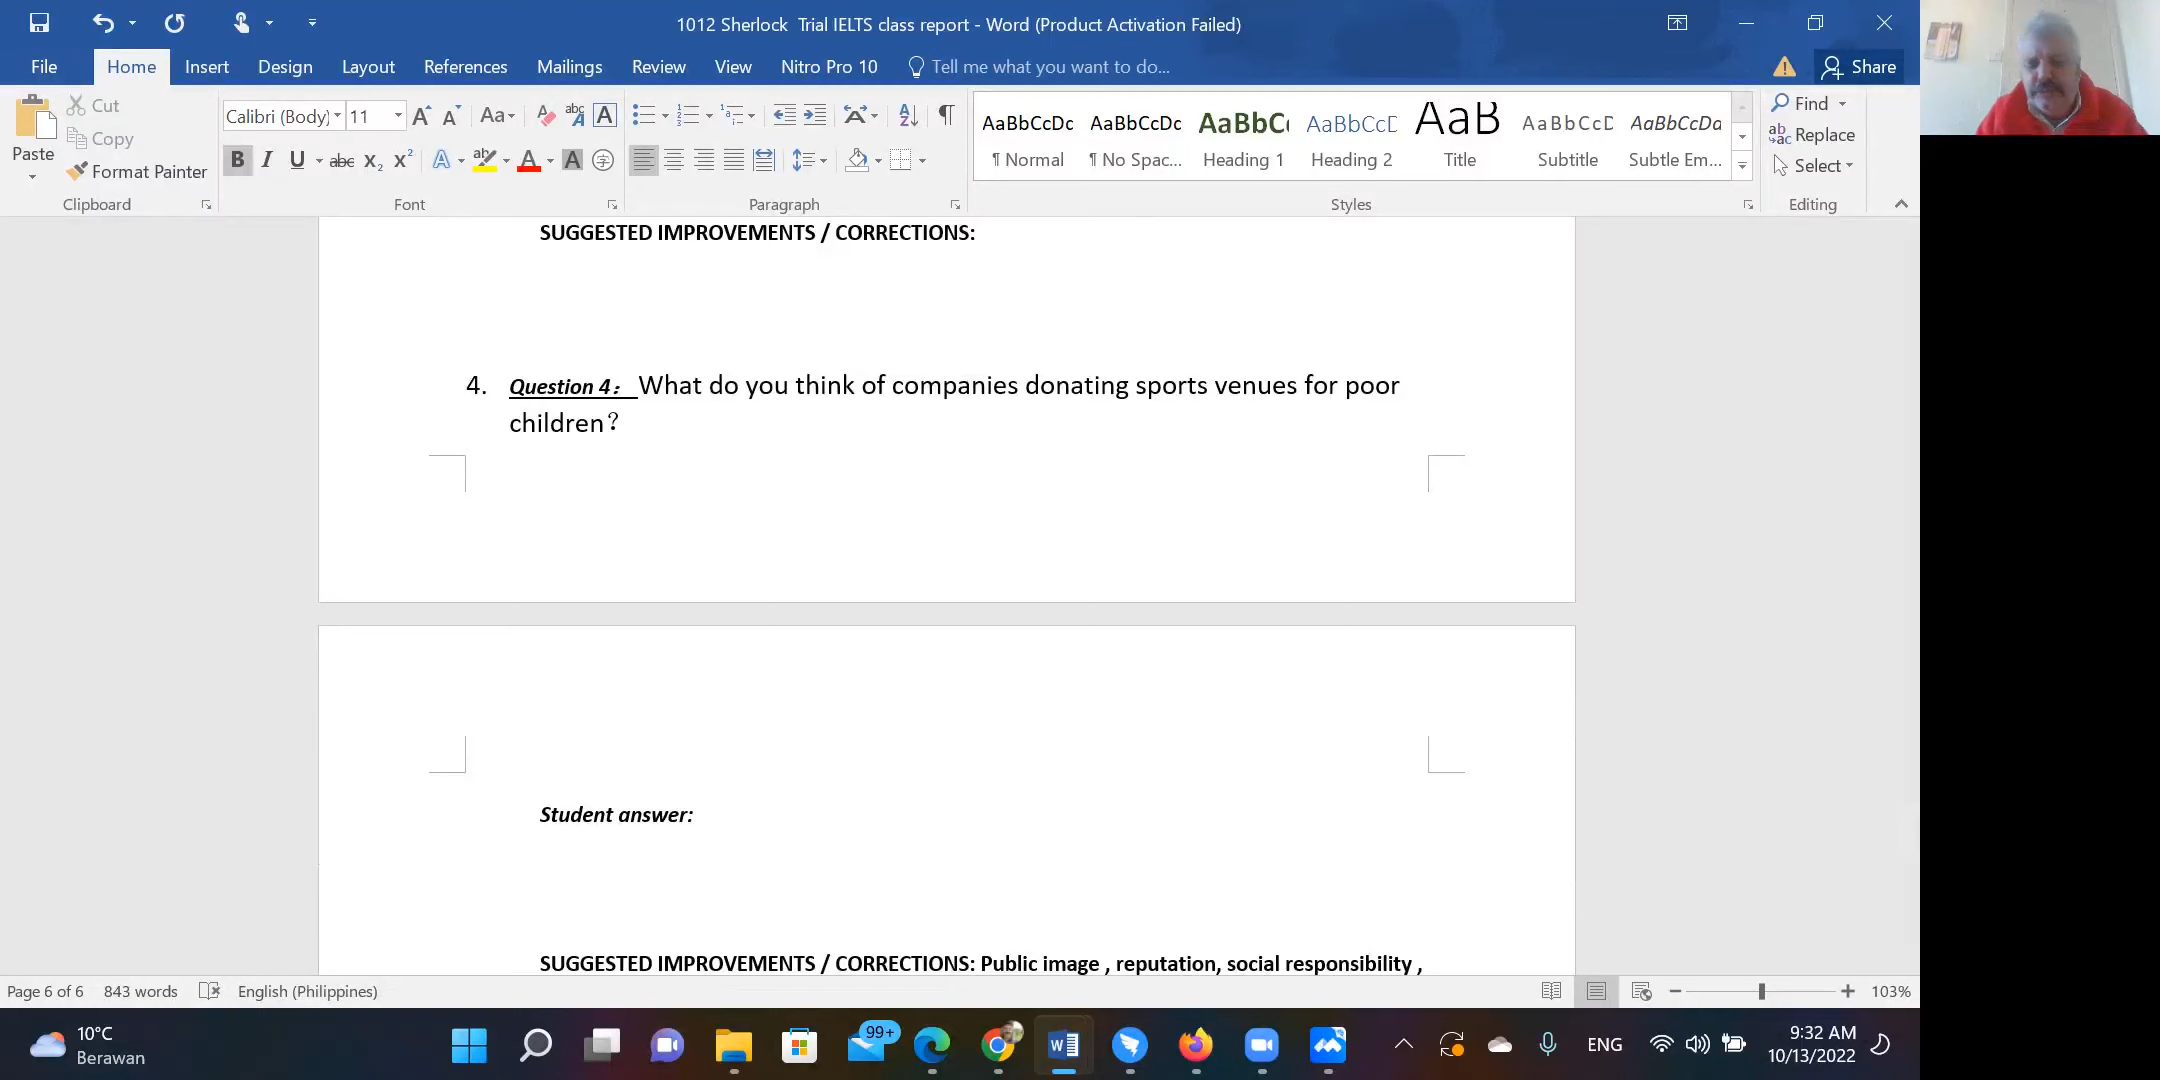 1012 Sherlock  Trial IELTS class report - Word (Product Activation Failed)
File Home Insert Design Layout References Mailings Review View Nitro Pro 10 Tell me what you want to do... Share
Paste Cut Copy Format Painter
Clipboard
Calibri (Body) 11 Aa
Font
Paragraph
AaBbCcDc AaBbCcDc AaBbC AaBbCcD AaB AaBbCcD AaBbCcDa
¶ Normal ¶ No Spac... Heading 1 Heading 2 Title Subtitle Subtle Em...
Styles
Find
Replace
Select
Editing
SUGGESTED IMPROVEMENTS / CORRECTIONS:
4. Question 4： What do you think of companies donating sports venues for poor
children？
Student answer:
SUGGESTED IMPROVEMENTS / CORRECTIONS: Public image , reputation, social responsibility ,
Page 6 of 6 843 words English (Philippines) 103%
10°C
Berawan
99+
ENG
9:32 AM
10/13/2022